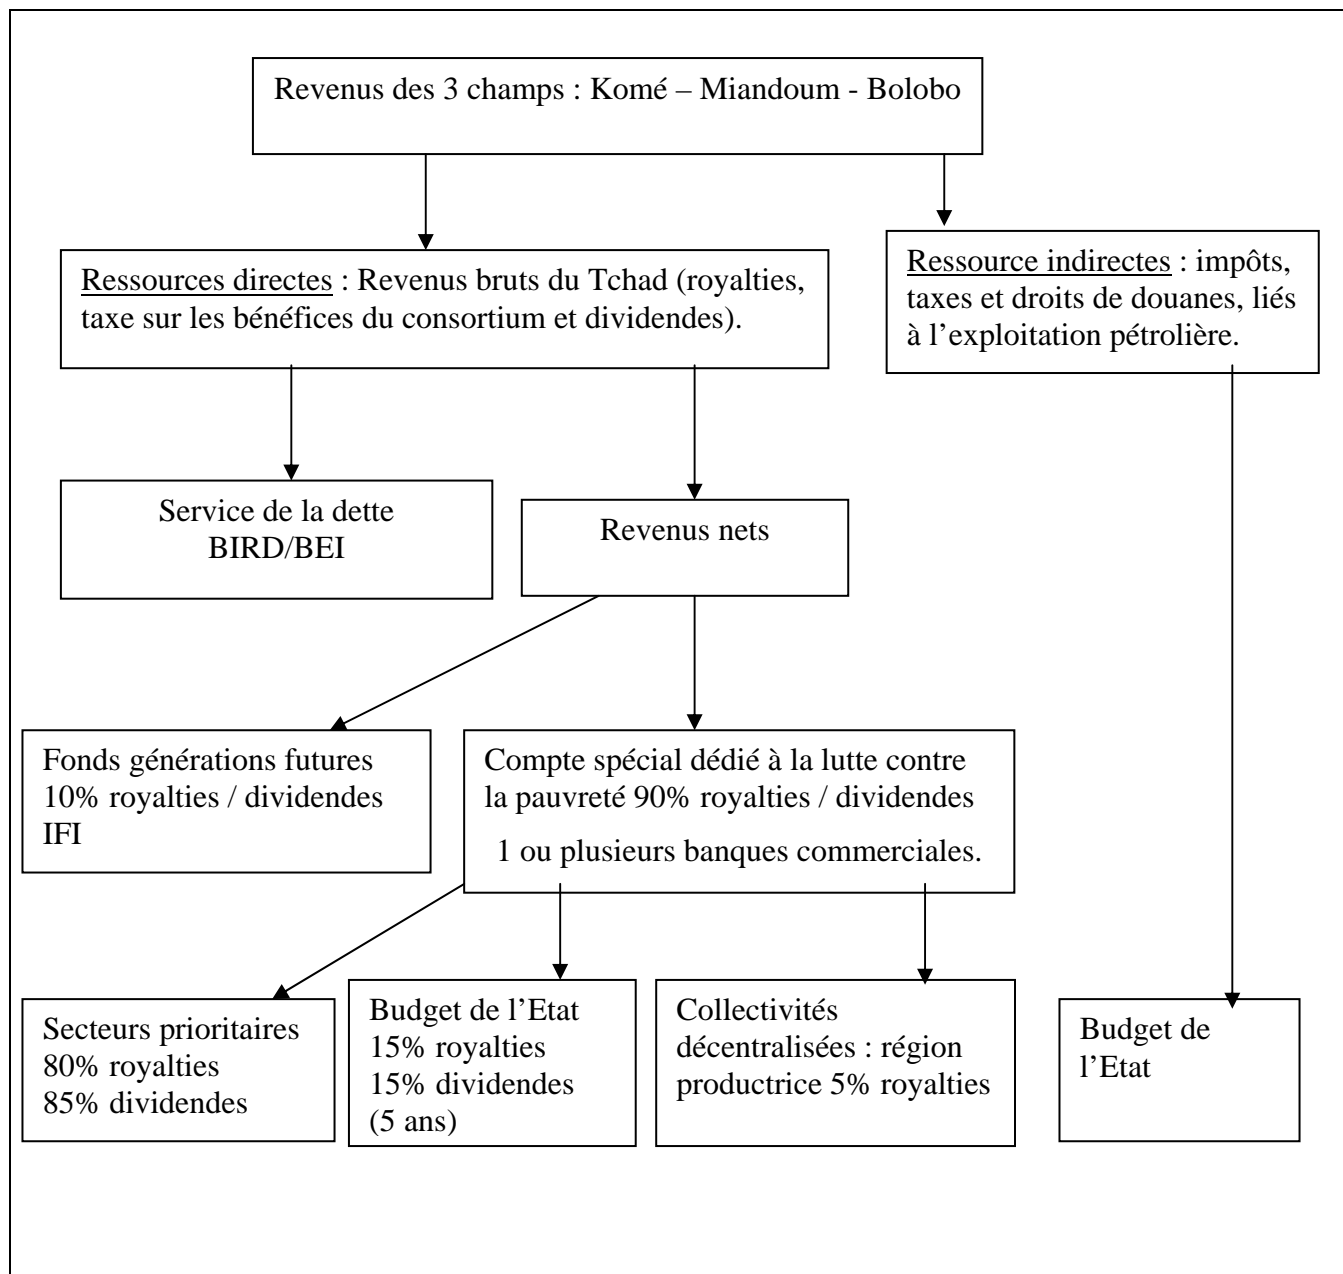 Revenus des 3 champs : Komé – Miandoum - Bolobo
Ressources directes : Revenus bruts du Tchad (royalties,
taxe sur les bénéfices du consortium et dividendes).
Ressource indirectes : impôts,
taxes et droits de douanes, liés
à l’exploitation pétrolière.
Service de la dette
BIRD/BEI
Revenus nets
Fonds générations futures
10% royalties / dividendes
IFI
Compte spécial dédié à la lutte contre
la pauvreté 90% royalties / dividendes
1 ou plusieurs banques commerciales.
Secteurs prioritaires
80% royalties
85% dividendes
Budget de l’Etat
15% royalties
15% dividendes
(5 ans)
Collectivités
décentralisées : région
productrice 5% royalties
Budget de
l’Etat